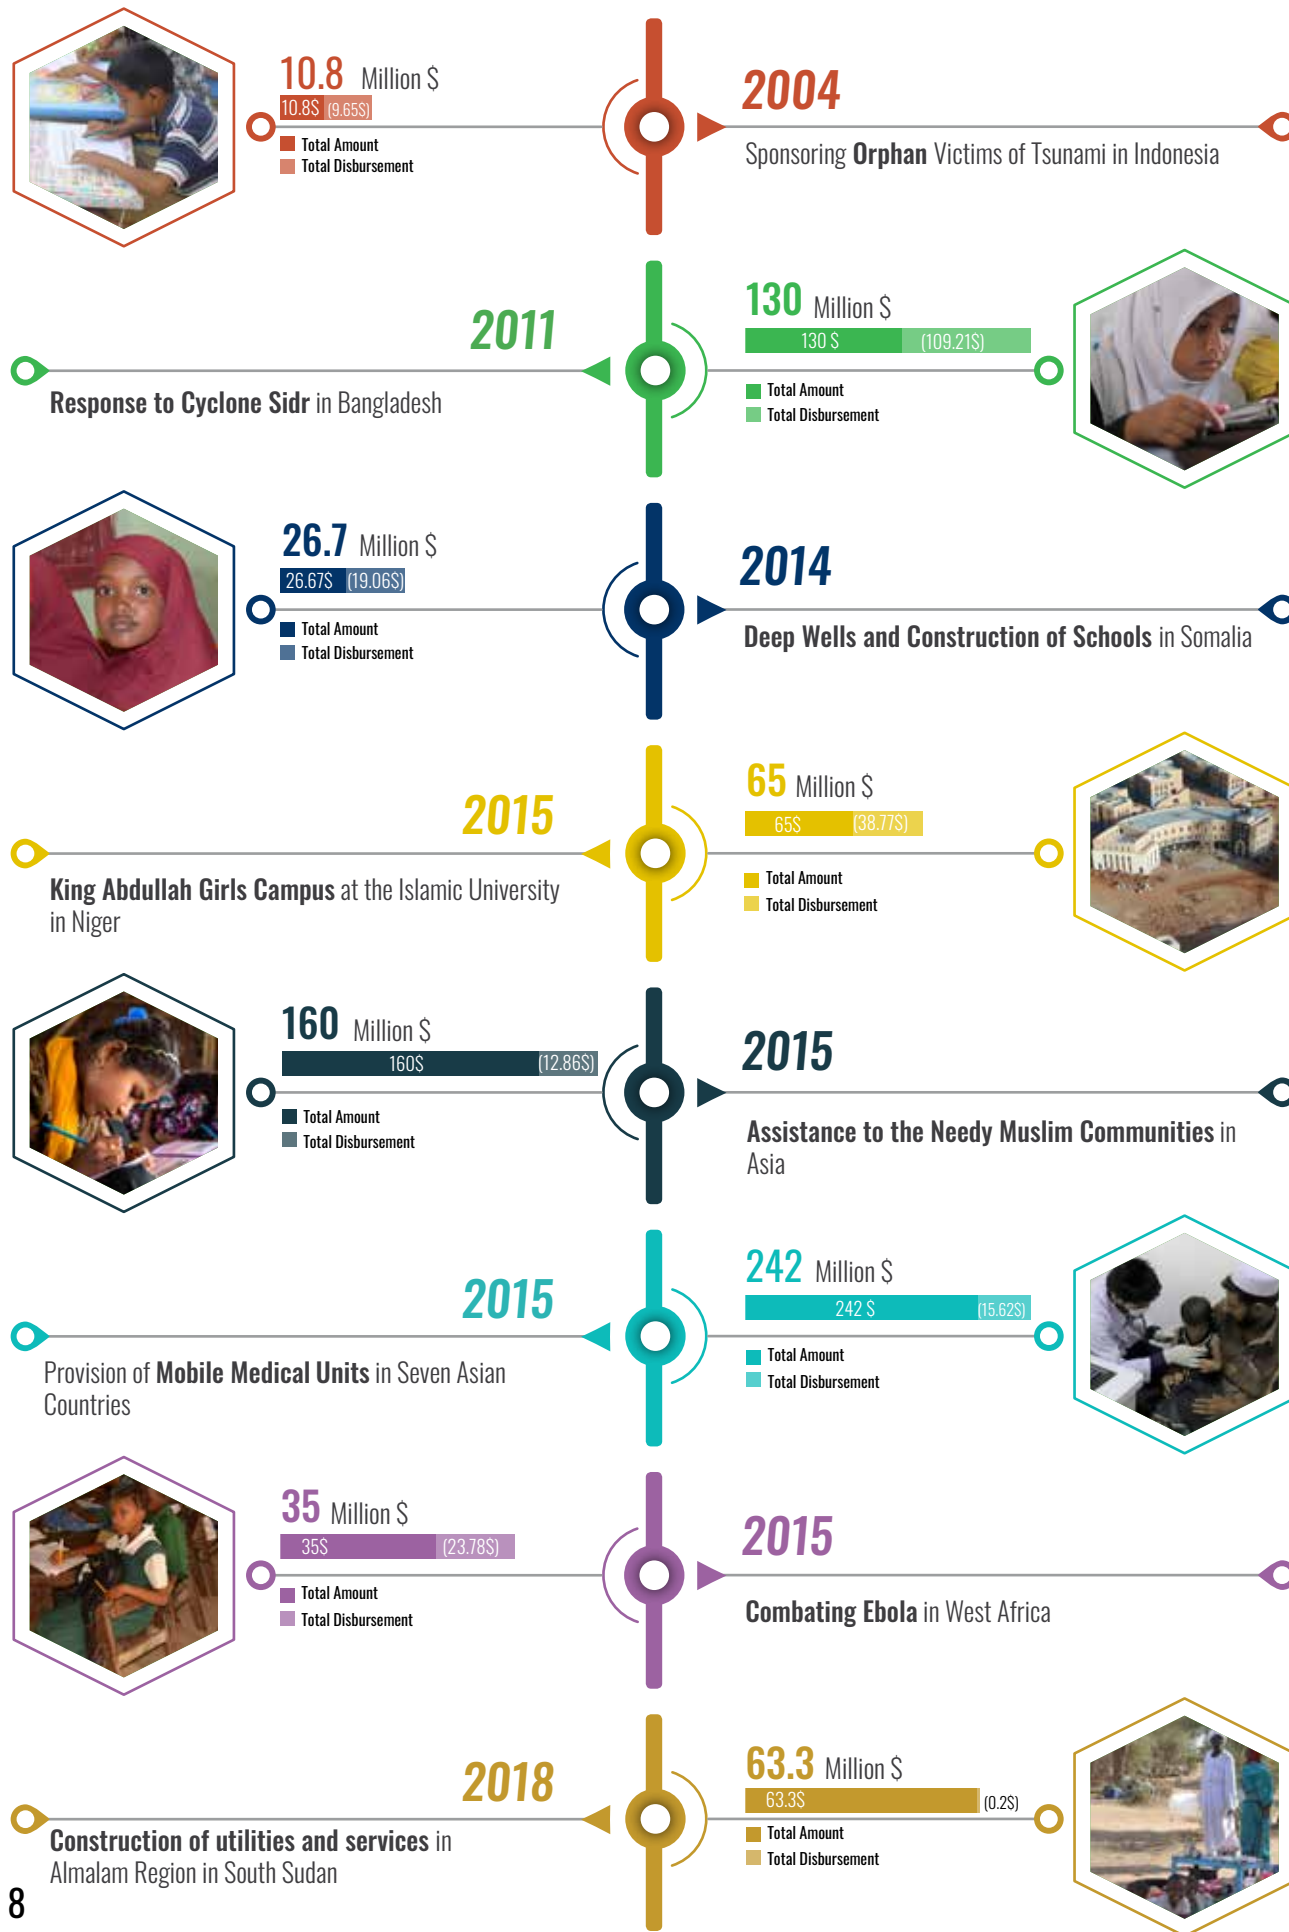 10.8 Million $
10.8$ (9.65$)
Total Amount
Total Disbursement
2004
Sponsoring Orphan Victims of Tsunami in Indonesia
2011
Response to Cyclone Sidr in Bangladesh
130 Million $
130 $ (109.21$)
Total Amount
Total Disbursement
26.7 Million $
26.67$ (19.06$)
Total Amount
Total Disbursement
2014
Deep Wells and Construction of Schools in Somalia
2015
King Abdullah Girls Campus at the Islamic University
in Niger
65 Million $
65$ (38.77$)
Total Amount
Total Disbursement
160 Million $
160$ (12.86$)
Total Amount
Total Disbursement
2015
Assistance to the Needy Muslim Communities in
Asia
2015
Provision of Mobile Medical Units in Seven Asian
Countries
242 Million $
242 $ (15.62$)
Total Amount
Total Disbursement
35 Million $
35$ (23.78$)
Total Amount
Total Disbursement
2015
Combating Ebola in West Africa
2018
Construction of utilities and services in
Almalam Region in South Sudan
63.3 Million $
63.3$ (0.2$)
Total Amount
Total Disbursement
8